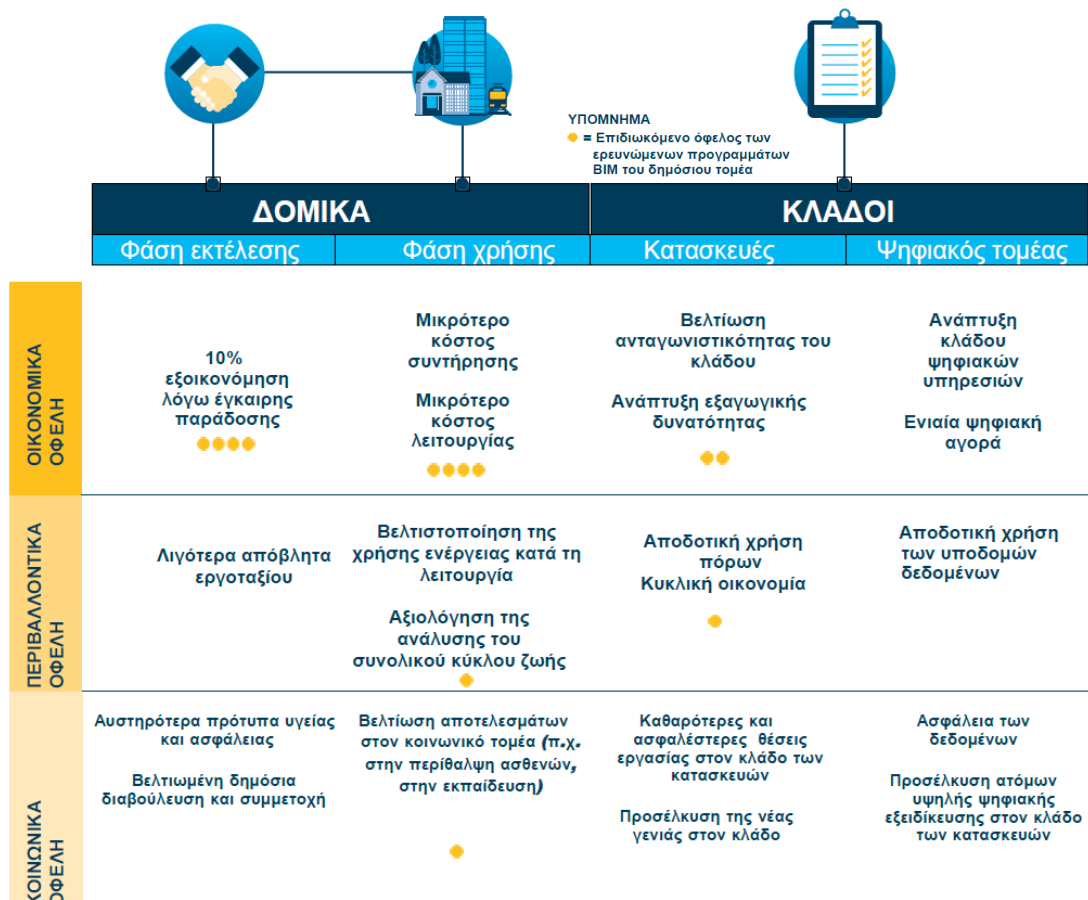 ΥΠΟΜΝΗΜΑ
= Επιδιωκόμενο όφελος των
ερευνώμενων προγραμμάτων
BIM του δημόσιου τομέα
ΔΟΜΙΚΑ
ΚΛΑΔΟΙ
Φάση εκτέλεσης
Φάση χρήσης
Κατασκευές
Ψηφιακός τομέας
ΟΙΚΟΝΟΜΙΚΑ
ΟΦΕΛΗ
10%
εξοικονόμηση
λόγω έγκαιρης
παράδοσης
Μικρότερο
κόστος
συντήρησης
Μικρότερο
κόστος
λειτουργίας
Βελτίωση
ανταγωνιστικότητας του
κλάδου
Ανάπτυξη εξαγωγικής
δυνατότητας
Ανάπτυξη
κλάδου
ψηφιακών
υπηρεσιών
Ενιαία ψηφιακή
αγορά
ΠΕΡΙΒΑΛΛΟΝΤΙΚΑ
ΟΦΕΛΗ
Λιγότερα απόβλητα
εργοταξίου
Βελτιστοποίηση της
χρήσης ενέργειας κατά τη
λειτουργία
Αξιολόγηση της
ανάλυσης του
συνολικού κύκλου ζωής
Αποδοτική χρήση
πόρων
Κυκλική οικονομία
Αποδοτική χρήση
των υποδομών
δεδομένων
ΚΟΙΝΩΝΙΚΑ
ΟΦΕΛΗ
Αυστηρότερα πρότυπα υγείας
και ασφάλειας
Βελτιωμένη δημόσια
διαβούλευση και συμμετοχή
Βελτίωση αποτελεσμάτων
στον κοινωνικό τομέα (π.χ.
στην περίθαλψη ασθενών,
στην εκπαίδευση)
Καθαρότερες και
ασφαλέστερες θέσεις
εργασίας στον κλάδο των
κατασκευών
Προσέλκυση της νέας
γενιάς στον κλάδο
Ασφάλεια των
δεδομένων
Προσέλκυση ατόμων
υψηλής ψηφιακής
εξειδίκευσης στον κλάδο
των κατασκευών